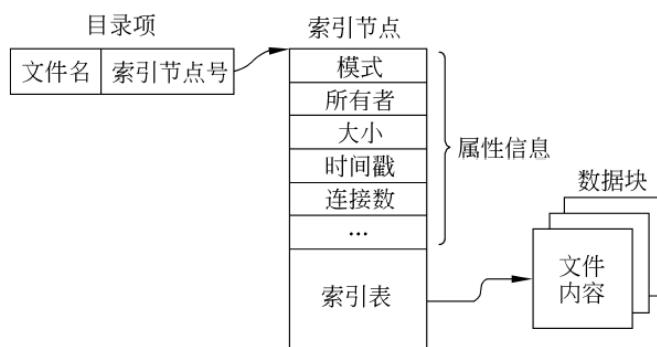 目录项
索引节点
文件名
索引节点号
模式
所有者
大小
时间戳
连接数
…
属性信息
索引表
数据块
文件
内容